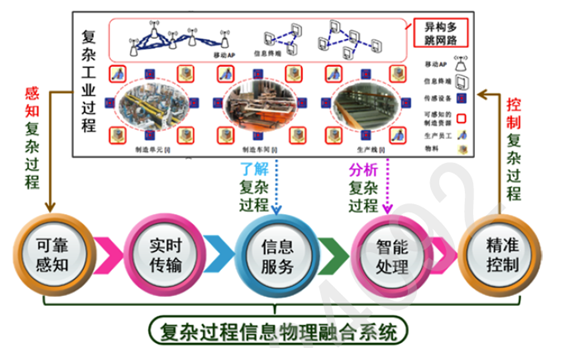 复杂工业过程
移动AP
信息终端
异构多
跳网路
移动AP
信息终端
传感设备
可感知的
制造资源
生产员工
物料
制造单元[i]
制造车间[i]
生产线[i]
感知复杂过程
了解
复杂
过程
分析
复杂
过程
控制复杂过程
可靠
感知
实时
传输
信息
服务
智能
处理
精准
控制
复杂过程信息物理融合系统